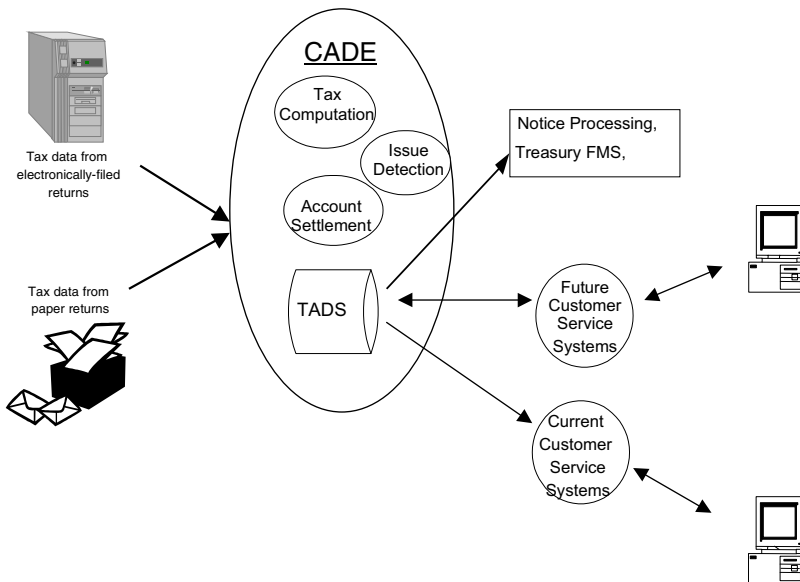 CADE
Tax
Computation
Issue
Detection
Account
Settlement
TADS
Tax data from
electronically-filed
returns
Tax data from
paper returns
Notice Processing,
Treasury FMS,
Future
Customer
Service
Systems
Current
Customer
Service
Systems